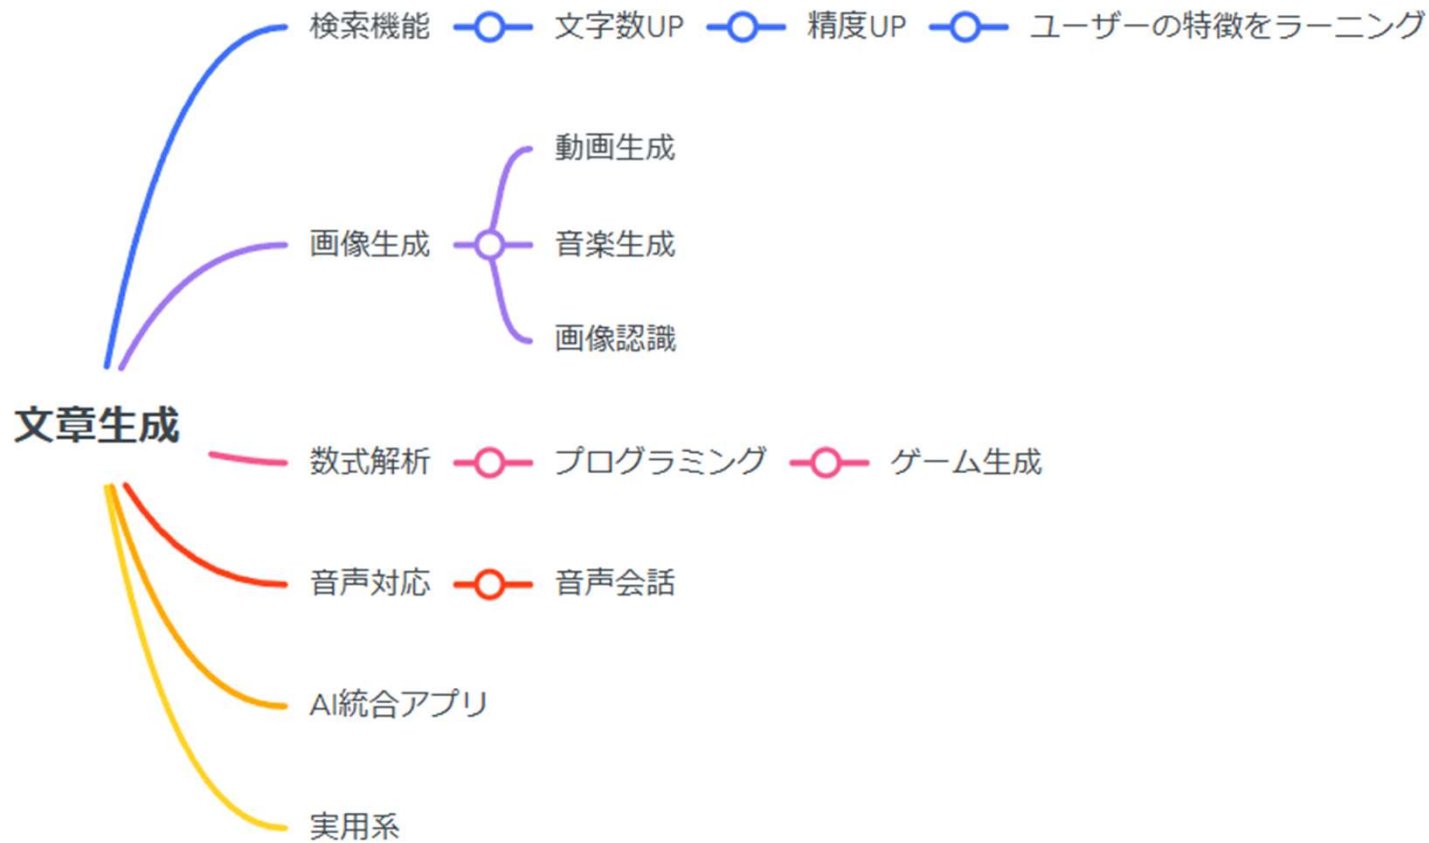 検索機能 文字数UP 精度UP ユーザーの特徴をラーニング
動画生成
画像生成 音楽生成
画像認識
文章生成
数式解析 プログラミング ゲーム生成
音声対応 音声会話
AI統合アプリ
実用系